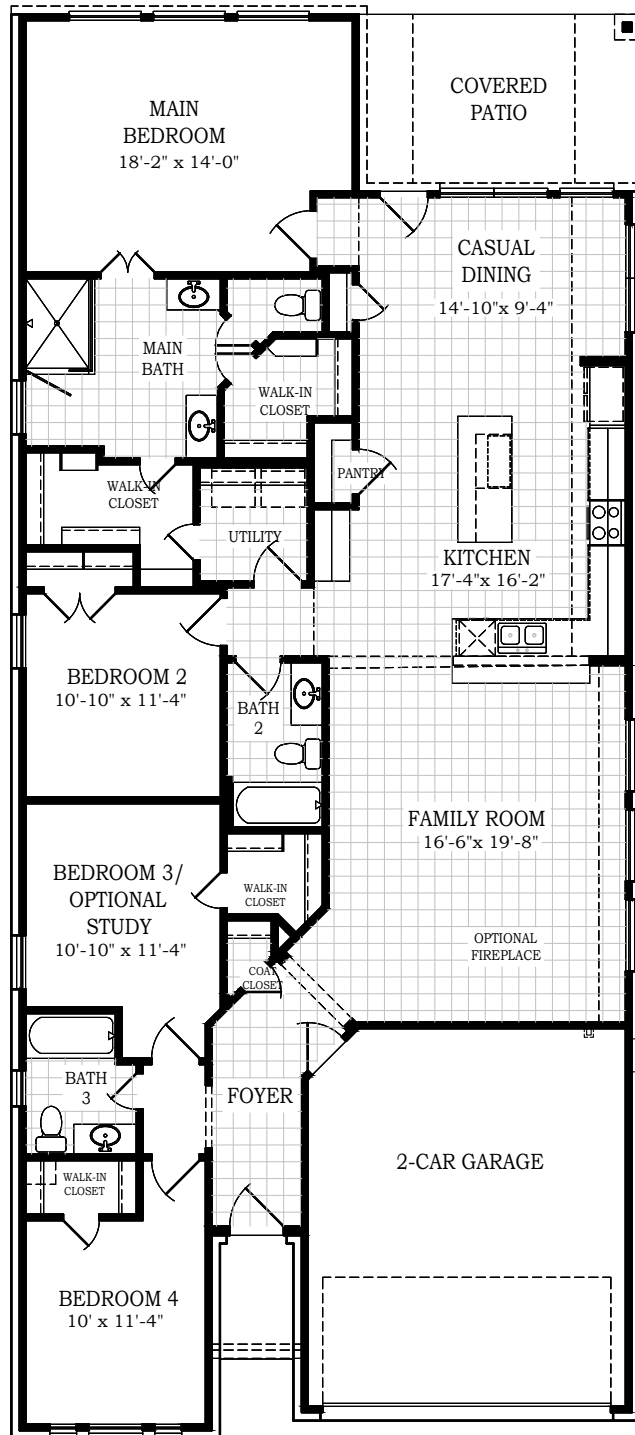 MAIN
BEDROOM
18'-2" x 14'-0"
COVERED
PATIO
CASUAL
DINING
14'-10"x 9'-4"
MAIN
BATH
WALK-IN
CLOSET
PANTRY
WALK-IN
CLOSET
UTILITY
KITCHEN
17'-4"x 16'-2"
BEDROOM 2
10'-10" x 11'-4"
BATH
2
FAMILY ROOM
16'-6"x 19'-8"
BEDROOM 3/
OPTIONAL
STUDY
10'-10" x 11'-4"
WALK-IN
CLOSET
OPTIONAL
FIREPLACE
COAT
CLOSET
BATH
3
FOYER
2-CAR GARAGE
WALK-IN
CLOSET
BEDROOM 4
10' x 11'-4"